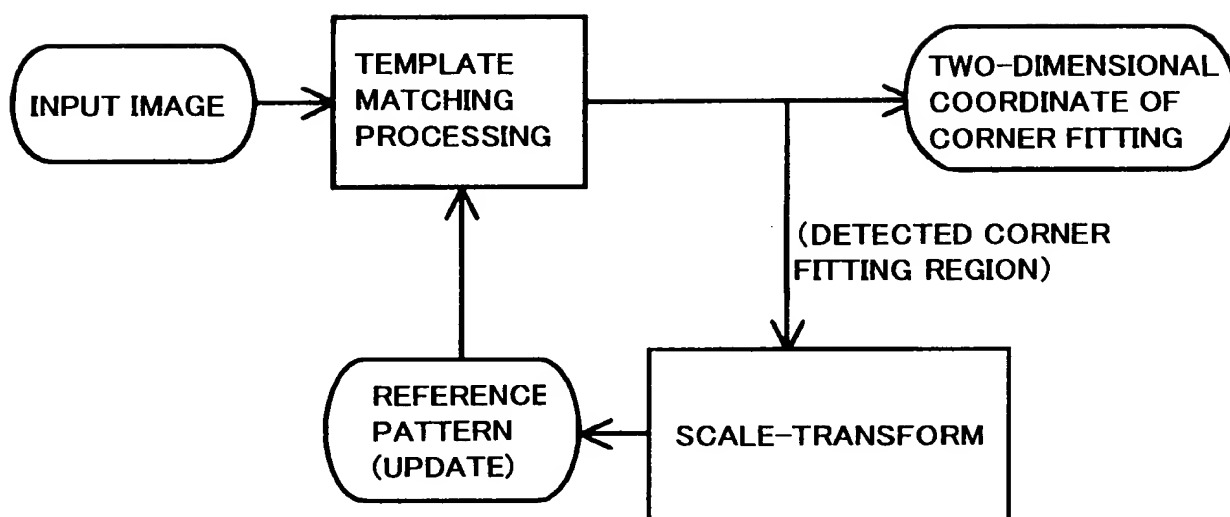 INPUT IMAGE
TEMPLATE
MATCHING
PROCESSING
TWO-DIMENSIONAL
COORDINATE OF
CORNER FITTING
(DETECTED CORNER
FITTING REGION)
SCALE-TRANSFORM
REFERENCE
PATTERN
(UPDATE)